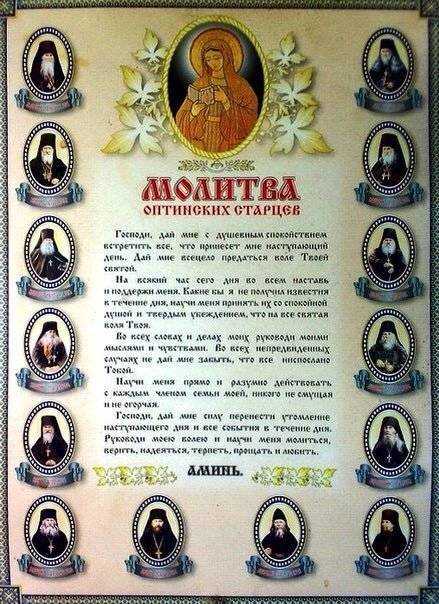 МОЛИТВА
ОПТИНСКИХ СТАРЦЕВ
Господи, дай мне с душевным спокойствием
встретить все, что принесет мне наступающий
день. Дай мне всецело предаться воле Твоей
святой.
На всякий час сего дня во всем наставь
и поддержи меня. Какие бы я не получил известия
в течение дня, научи меня принять их со спокойной
душой и твердым убеждением, что на все святая
воля Твоя.
Во всех словах и делах моих руководи моими
мыслями и чувствами. Во всех непредвиденных
случаях не дай мне забыть, что все ниспослано
Тобой.
Научи меня прямо и разумно действовать
с каждым членом семьи моей, никого не смущая
и не огорчая.
Господи, дай мне силу перенести утомление
наступающего дня и все события в течение дня.
Руководи моею волею и научи меня молиться,
верить, надеяться, терпеть, прощать и любить.
АМИНЬ.